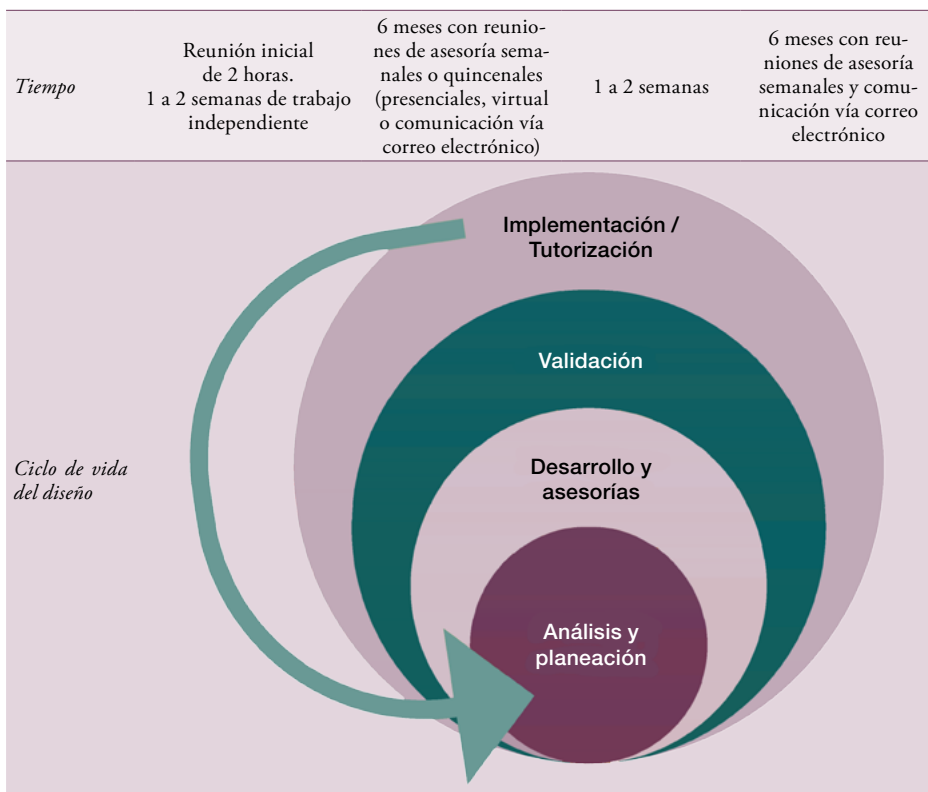 Tiempo
Reunión inicial
de 2 horas.
1 a 2 semanas de trabajo
independiente
6 meses con reunio-
nes de asesoría sema-
nales o quincenales
(presenciales, virtual
o comunicación vía
correo electrónico)
1 a 2 semanas
6 meses con reu-
niones de asesoría
semanales y comu-
nicación vía correo
electrónico
Ciclo de vida
del diseño
Implementación /
Tutorización
Validación
Desarrollo y
asesorías
Análisis y
planeación